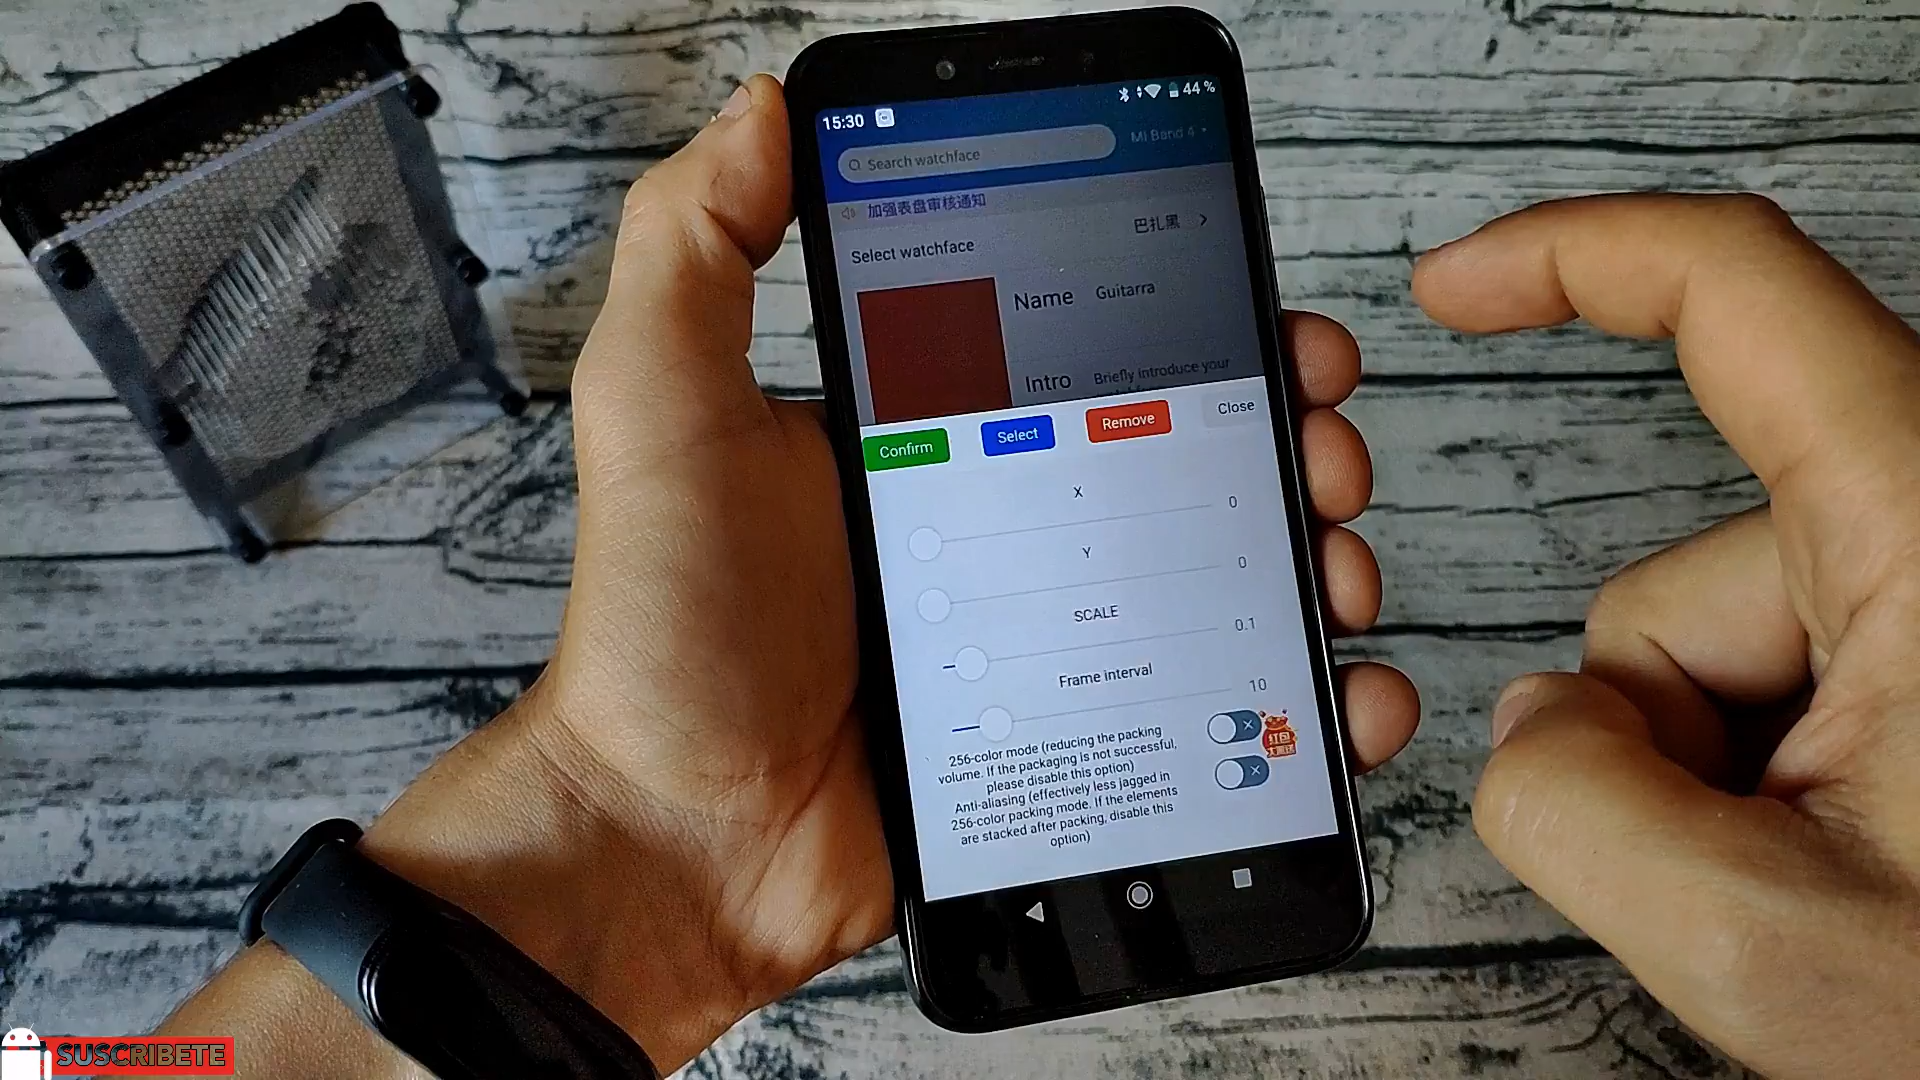 15:30
44 %
Search watchface
Mi Band 4
加强表盘审核通知
Select watchface
巴扎黑
Name
Guitarra
Intro
Briefly introduce your
Confirm
Select
Remove
Close
X
0
Y
0
SCALE
0.1
Frame interval
10
256-color mode (reducing the packing
volume. If the packaging is not successful,
please disable this option)
Anti-aliasing (effectively less jagged in
256-color packing mode. If the elements
are stacked after packing, disable this
option)
红包
SUSCRIBETE